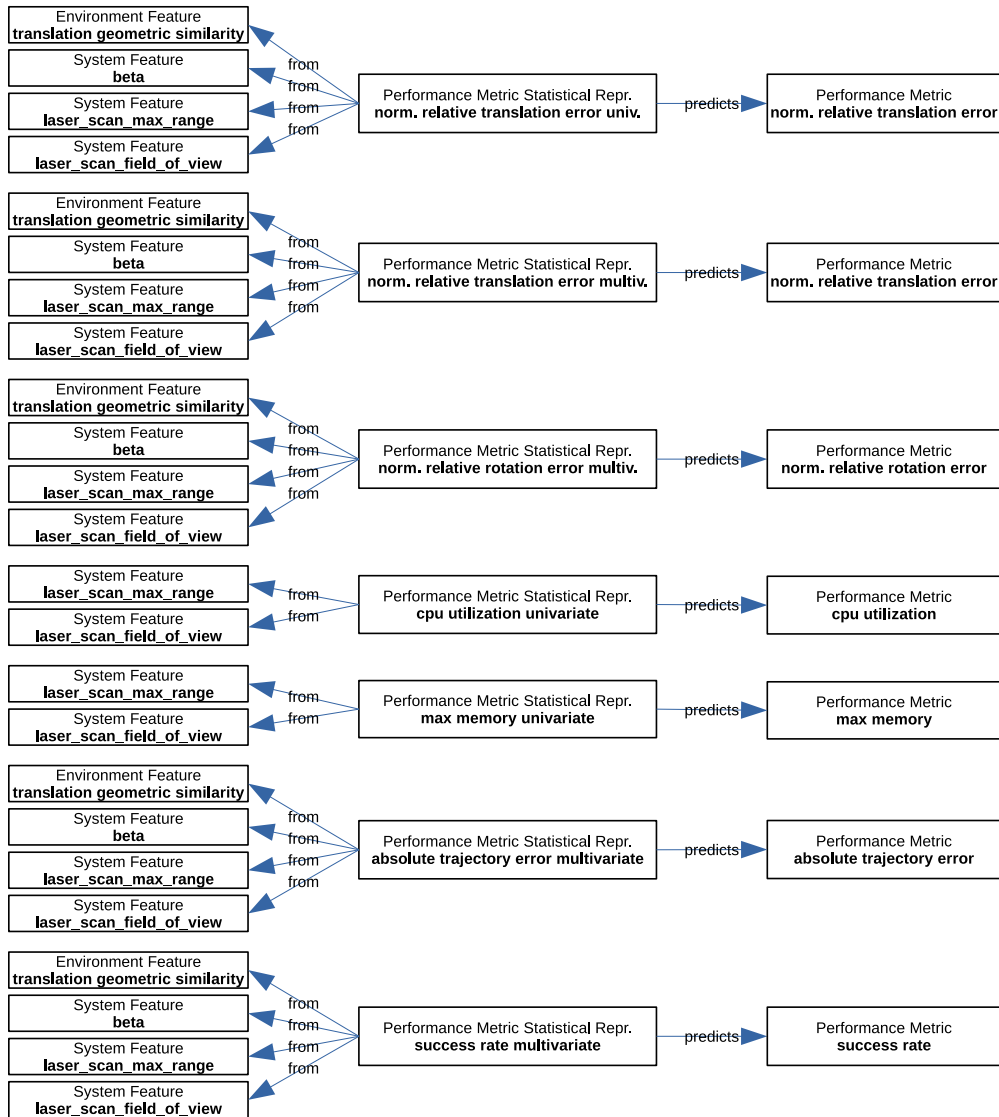 Environment Feature
translation geometric similarity
System Feature
beta
System Feature
laser_scan_max_range
System Feature
laser_scan_field_of_view
from
from
from
from
Performance Metric Statistical Repr.
norm. relative translation error univ.
predicts
Performance Metric
norm. relative translation error
Environment Feature
translation geometric similarity
System Feature
beta
System Feature
laser_scan_max_range
System Feature
laser_scan_field_of_view
from
from
from
from
Performance Metric Statistical Repr.
norm. relative translation error multiv.
predicts
Performance Metric
norm. relative translation error
Environment Feature
translation geometric similarity
System Feature
beta
System Feature
laser_scan_max_range
System Feature
laser_scan_field_of_view
from
from
from
from
Performance Metric Statistical Repr.
norm. relative rotation error multiv.
predicts
Performance Metric
norm. relative rotation error
System Feature
laser_scan_max_range
System Feature
laser_scan_field_of_view
from
from
Performance Metric Statistical Repr.
cpu utilization univariate
predicts
Performance Metric
cpu utilization
System Feature
laser_scan_max_range
System Feature
laser_scan_field_of_view
from
from
Performance Metric Statistical Repr.
max memory univariate
predicts
Performance Metric
max memory
Environment Feature
translation geometric similarity
System Feature
beta
System Feature
laser_scan_max_range
System Feature
laser_scan_field_of_view
from
from
from
from
Performance Metric Statistical Repr.
absolute trajectory error multivariate
predicts
Performance Metric
absolute trajectory error
Environment Feature
translation geometric similarity
System Feature
beta
System Feature
laser_scan_max_range
System Feature
laser_scan_field_of_view
from
from
from
from
Performance Metric Statistical Repr.
success rate multivariate
predicts
Performance Metric
success rate